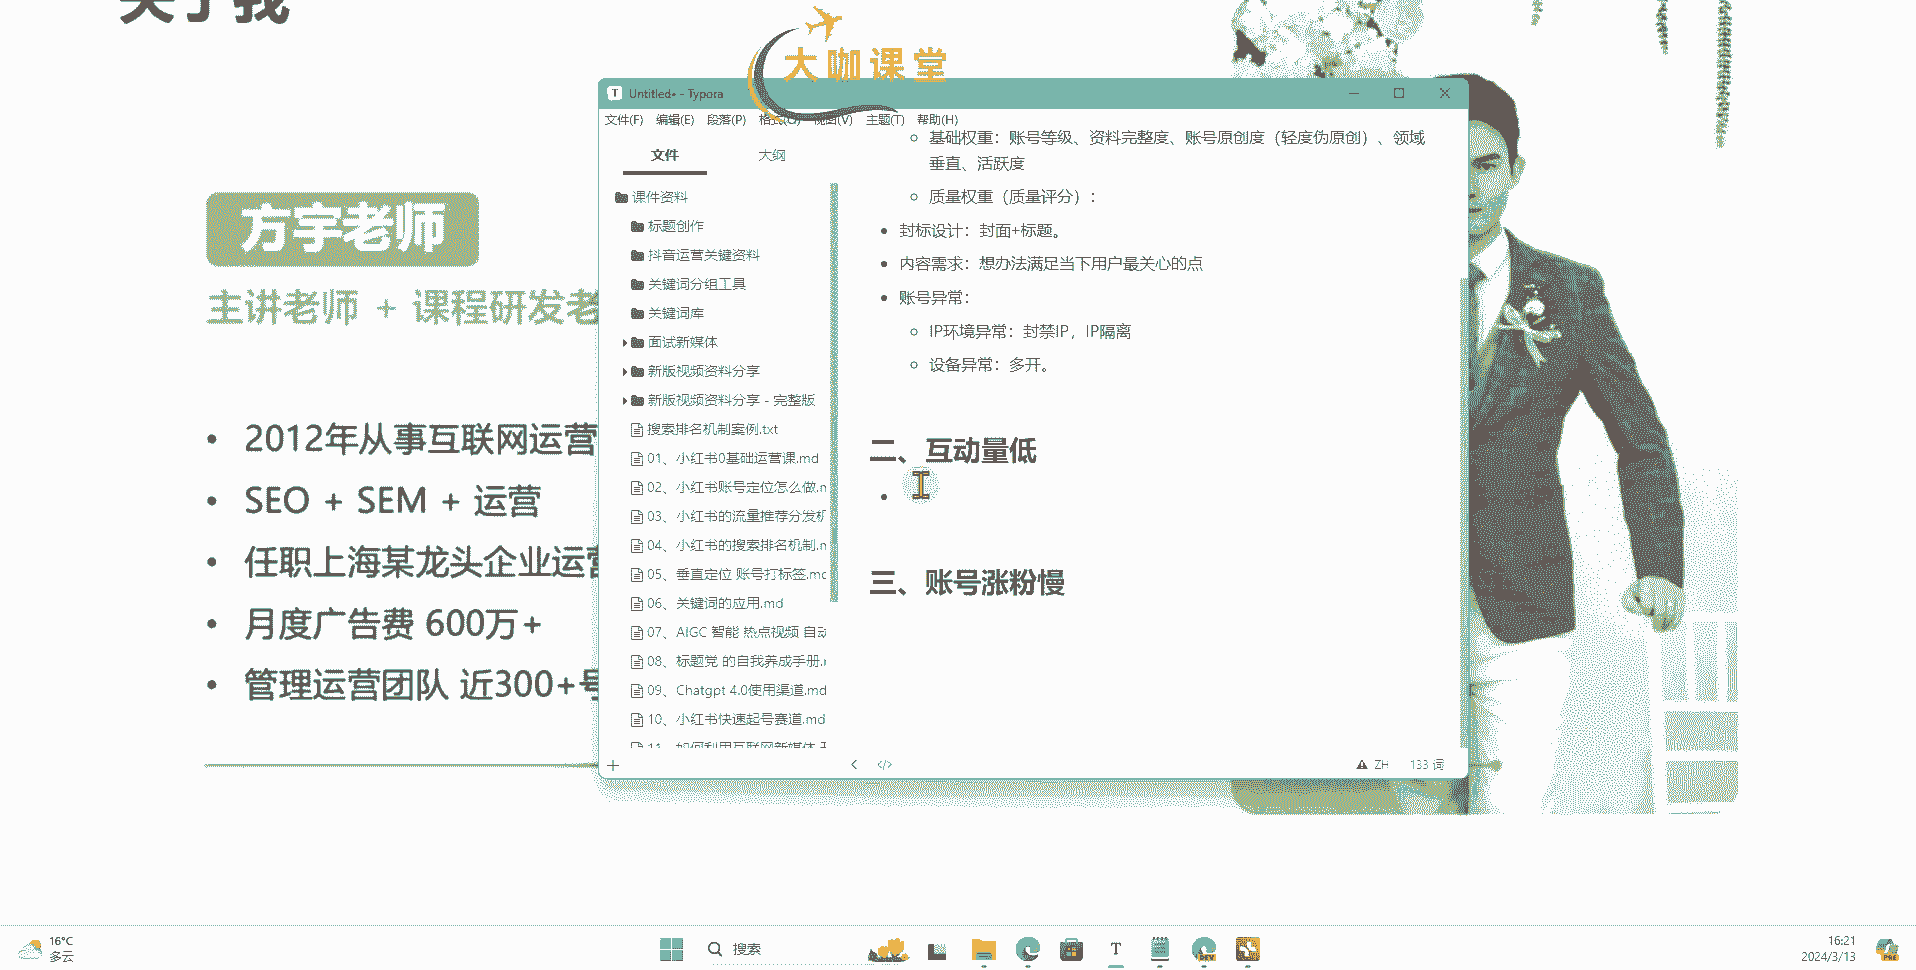 关于我
大咖课堂
方宇老师
主讲老师 + 课程研发老
2012年从事互联网运营
SEO + SEM + 运营
任职上海某龙头企业运营
月度广告费 600万+
管理运营团队 近300+号
Untitled• - Typora
文件(F) 编辑(E) 段落(P) 格式(O) 视图(V) 主题(T) 帮助(H)
文件 大纲
课件资料
标题创作
抖音运营关键资料
关键词分组工具
关键词库
面试新媒体
新版视频资料分享
新版视频资料分享 - 完整版
搜索排名机制案例.txt
01、小红书0基础运营课.md
02、小红书账号定位怎么做.m
03、小红书的流量推荐分发机
04、小红书的搜索排名机制.m
05、垂直定位 账号打标签.mc
06、关键词的应用.md
07、AIGC 智能 热点视频 自动
08、标题党 的自我养成手册.m
09、Chatgpt 4.0使用渠道.md
10、小红书快速起号赛道.md
11、如何利用互联网新媒体
基础权重：账号等级、资料完整度、账号原创度（轻度伪原创）、领域
垂直、活跃度
质量权重（质量评分）：
封标设计：封面+标题。
内容需求：想办法满足当下用户最关心的点
账号异常：
IP环境异常：封禁IP，IP隔离
设备异常：多开。
二、互动量低
三、账号涨粉慢
ZH 133 词
16°C
多云
搜索
DEV
16:21
2024/3/13
PRE